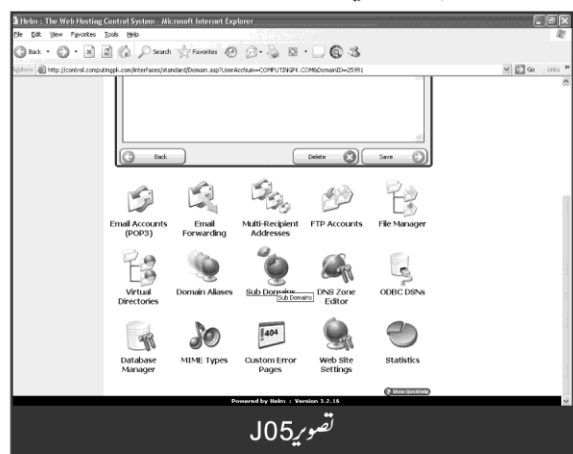 Helm : The Web Hosting Control System - Microsoft Internet Explorer
File Edit View Favorites Tools Help
Back Search Favorites
Address http://control.computingpk.com/interfaces/standard/Domain.asp?UserAccNum=COMPUTINGPK.COM&DomainID=25991 Go Links
Back Delete Save
Email Accounts (POP3) Email Forwarding Multi-Recipient Addresses FTP Accounts File Manager
Virtual Directories Domain Aliases Sub Domains DNS Zone Editor ODBC DSNs
Sub Domains
404
Database Manager MIME Types Custom Error Pages Web Site Settings Statistics
Powered by Helm : Version 3.2.16
تصویر J05